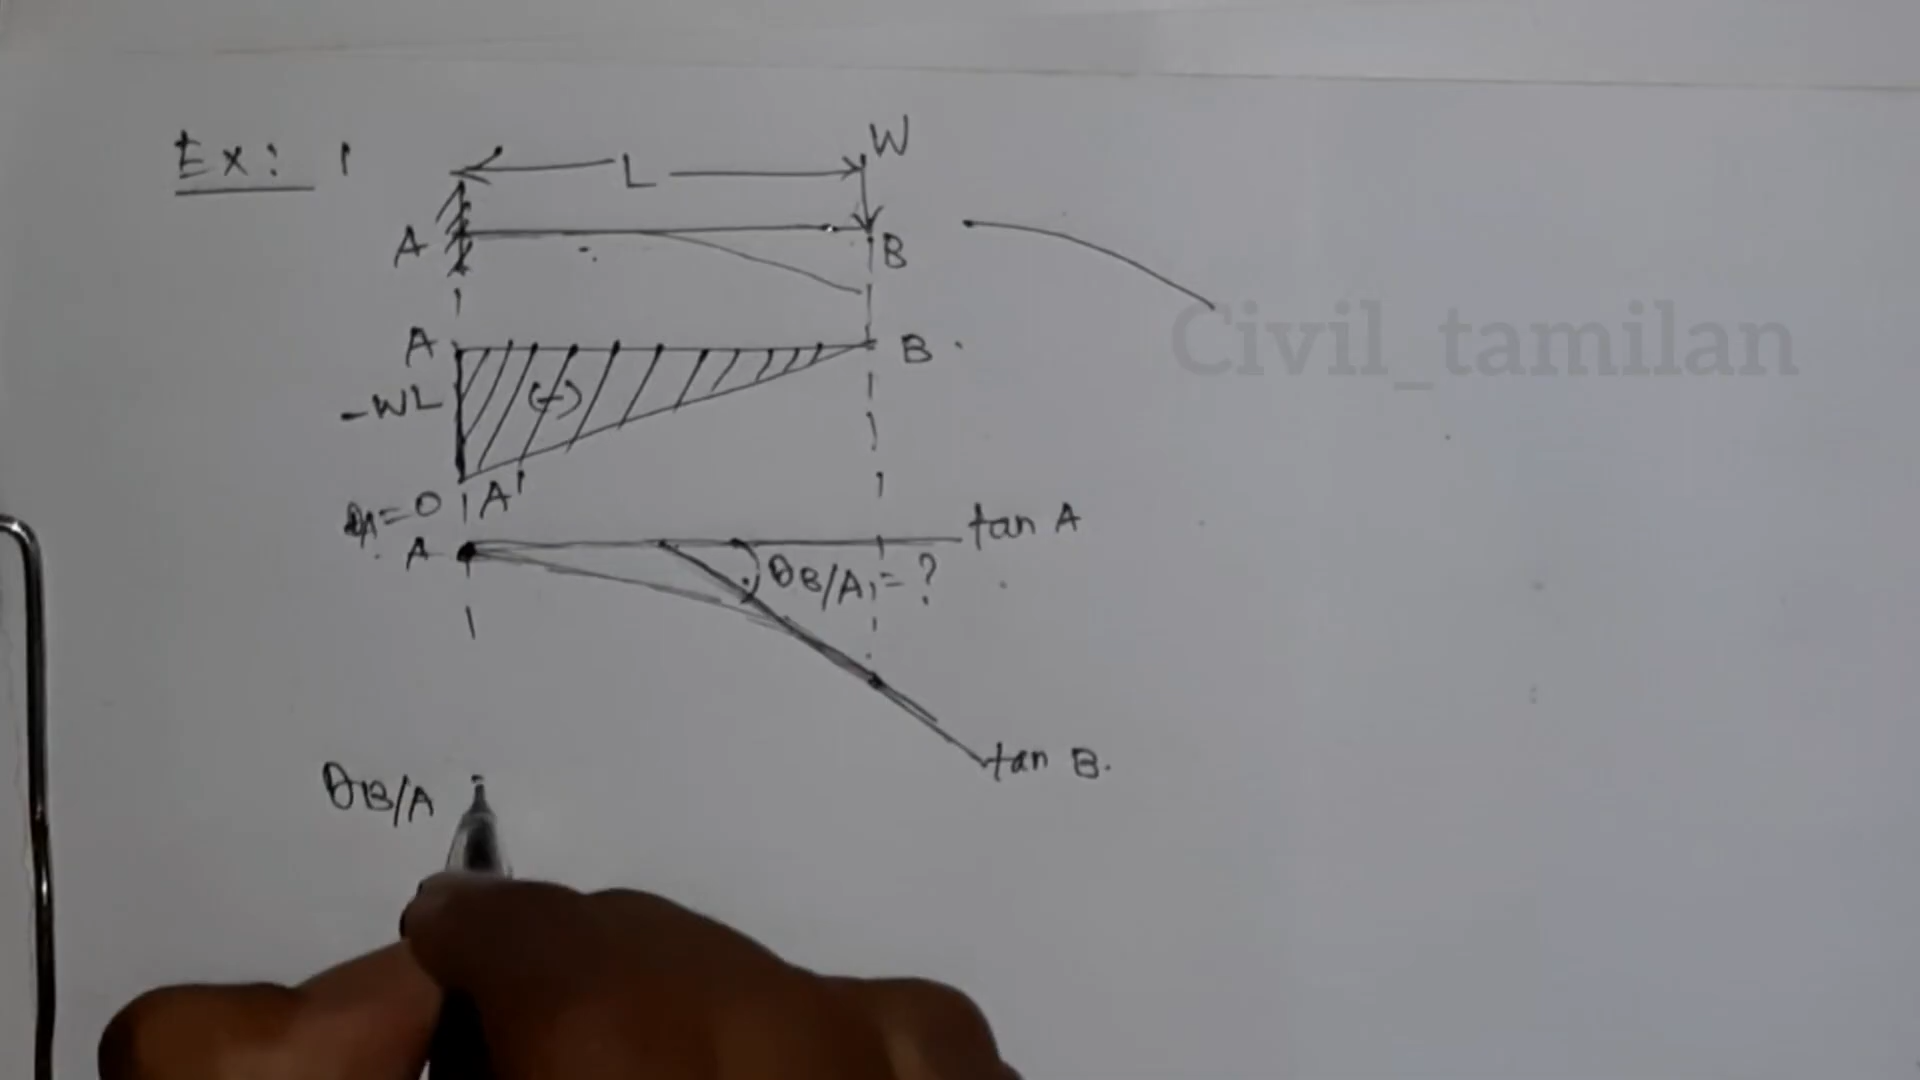 Ex: 1
W
L
A B
A B
-WL (-)
θA=0 A'
A tan A
θB/A = ?
tan B.
θB/A
Civil_tamilan